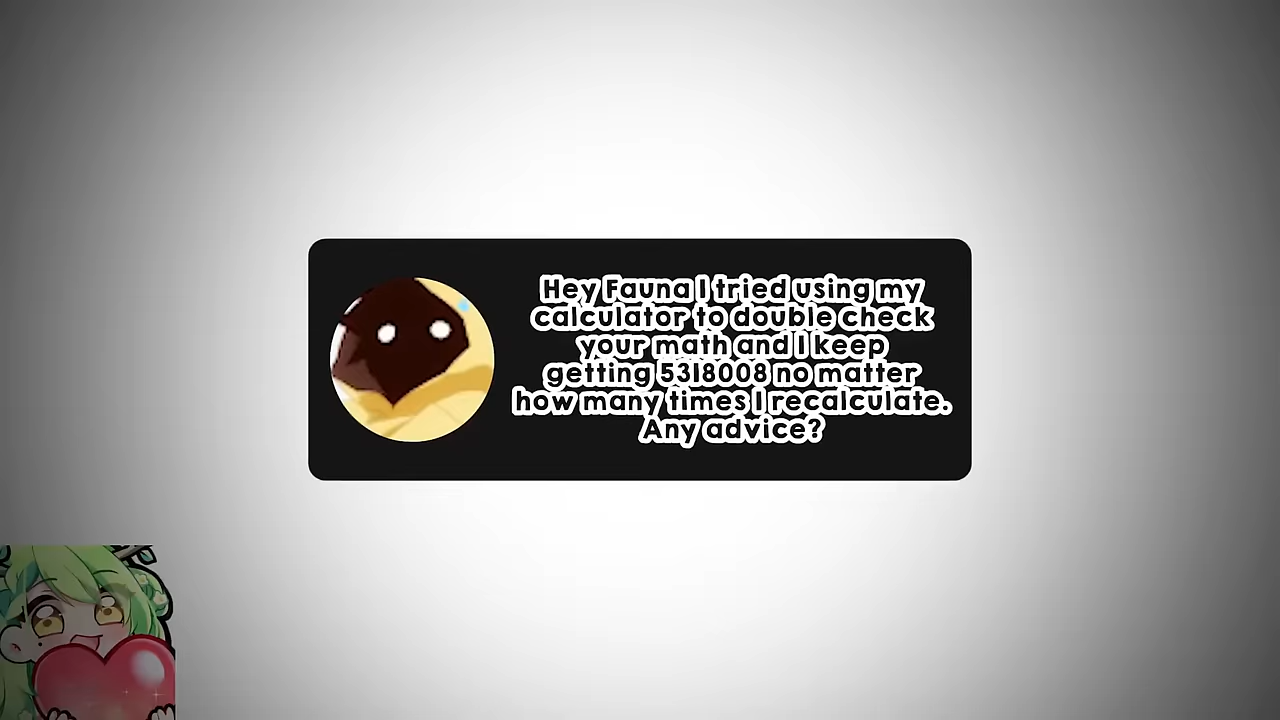 Hey Fauna I tried using my
calculator to double check
your math and I keep
getting 5318008 no matter
how many times I recalculate.
Any advice?